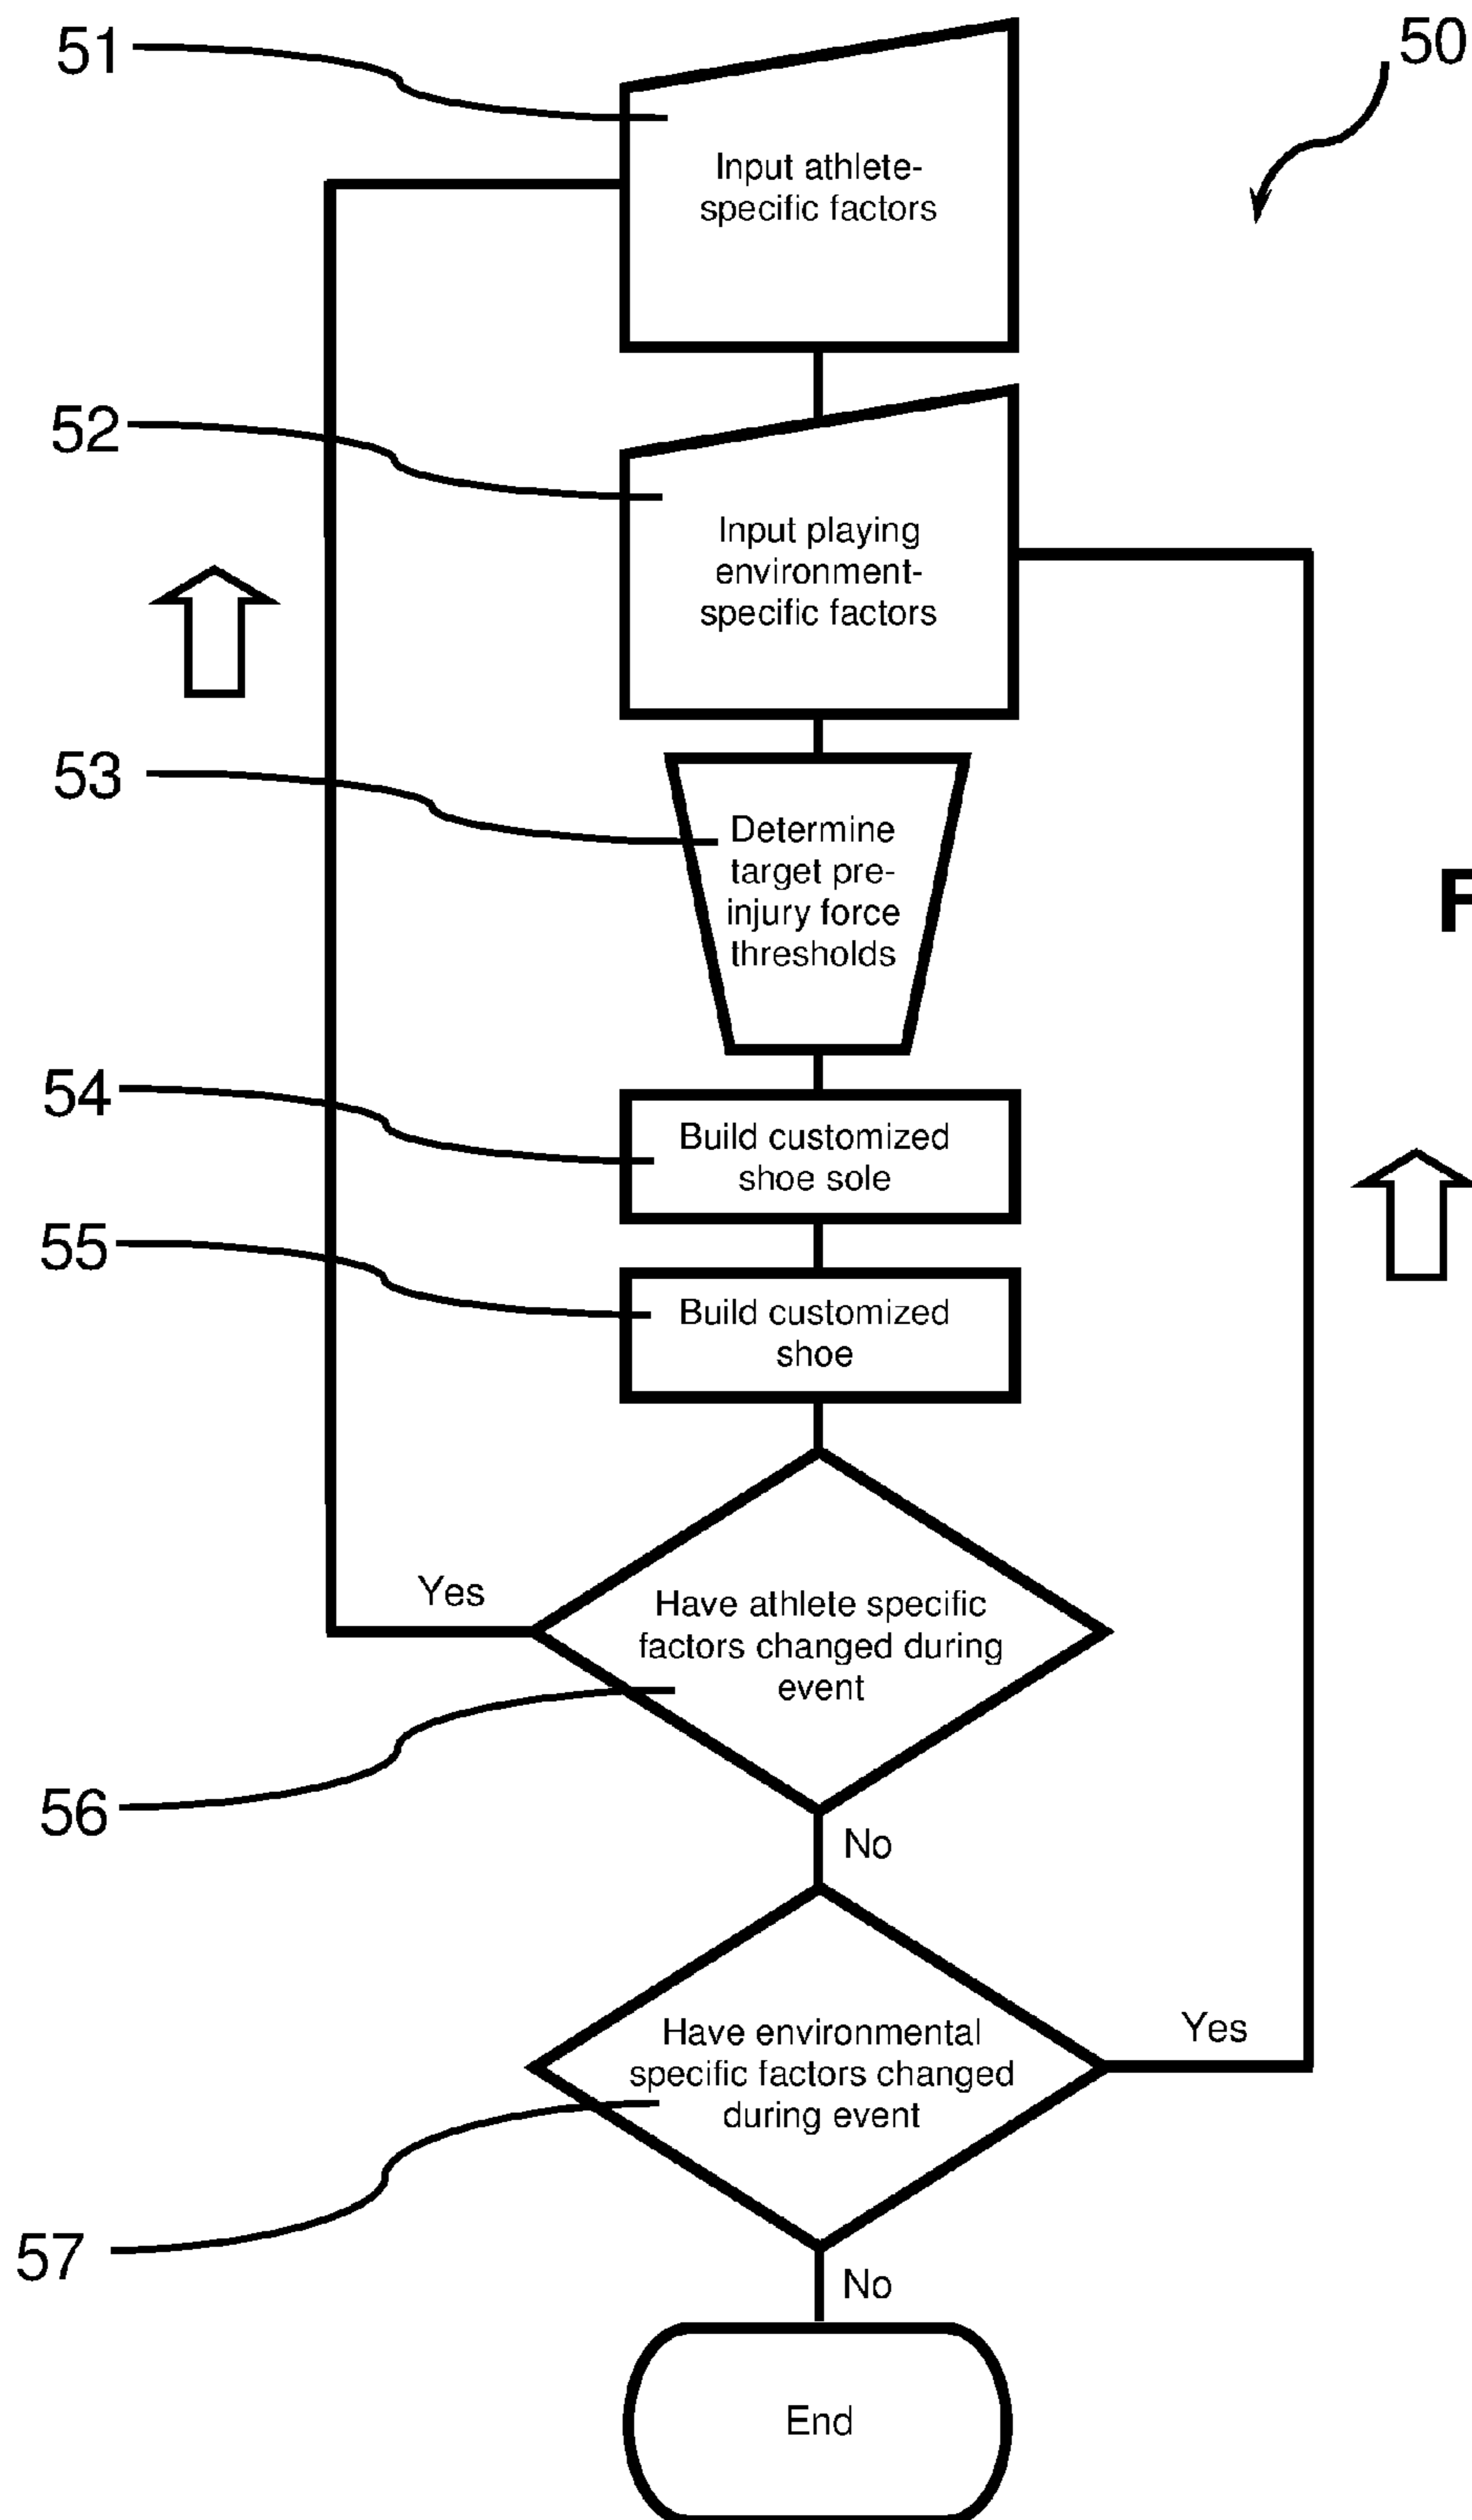 51
50
Input athlete-
specific factors
52
Input playing
environment-
specific factors
53
Determine
target pre-
injury force
thresholds
F
54
Build customized
shoe sole
55
Build customized
shoe
Yes
Have athlete specific
factors changed during
event
56
No
Have environmental
specific factors changed
during event
Yes
57
No
End